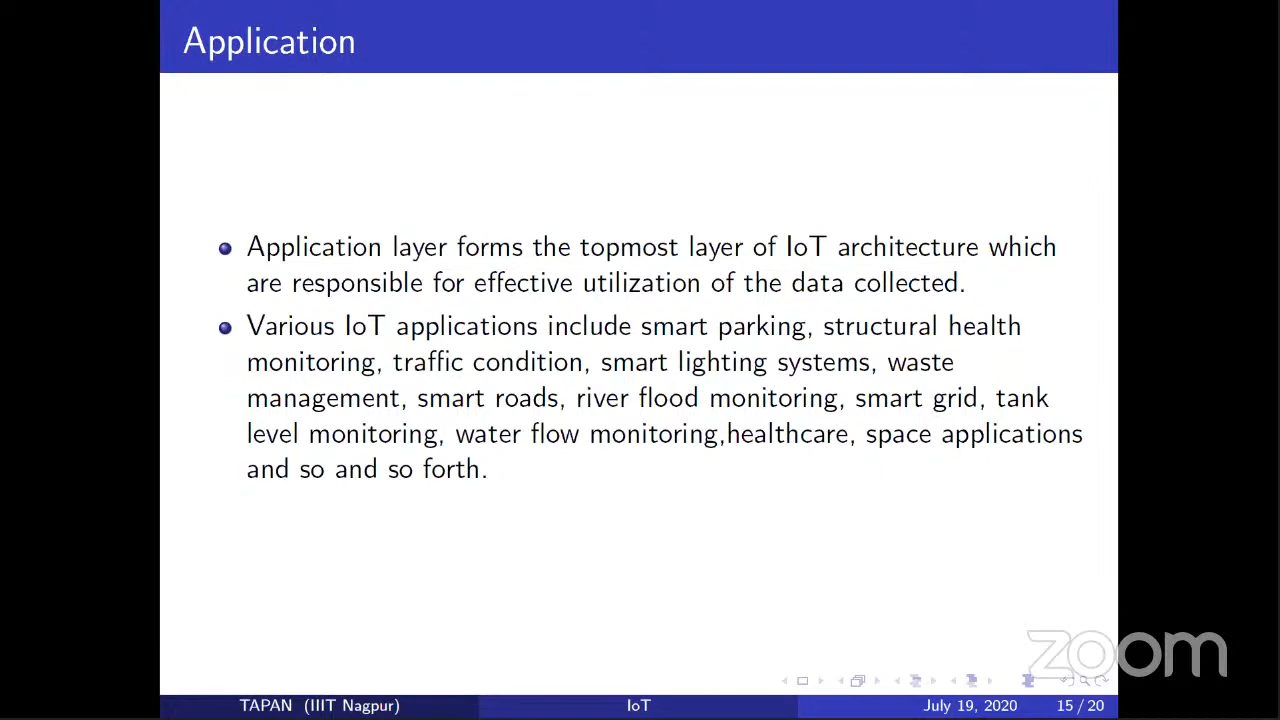 Application
Application layer forms the topmost layer of IoT architecture which
are responsible for effective utilization of the data collected.
Various IoT applications include smart parking, structural health
monitoring, traffic condition, smart lighting systems, waste
management, smart roads, river flood monitoring, smart grid, tank
level monitoring, water flow monitoring,healthcare, space applications
and so and so forth.
zoom
TAPAN (IIIT Nagpur) IoT July 19, 2020 15 / 20